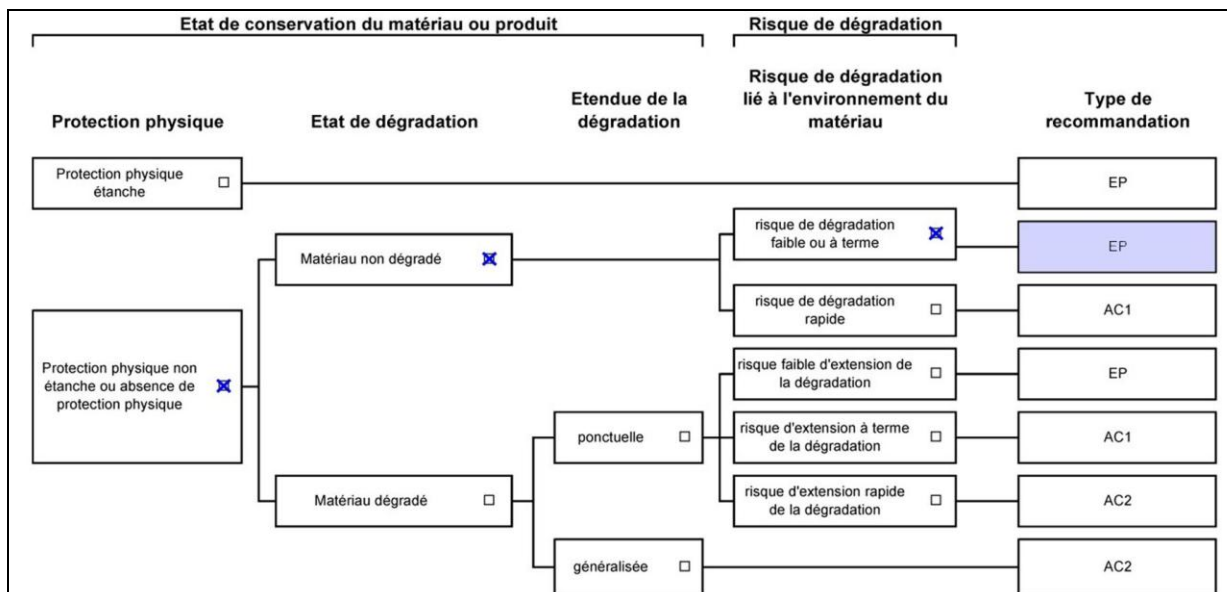 Etat de conservation du matériau ou produit
Risque de dégradation
Protection physique
Etat de dégradation
Etendue de la
dégradation
Risque de dégradation
lié à l'environnement du
matériau
Type de
recommandation
Protection physique
étanche
EP
Protection physique non
étanche ou absence de
protection physique
Matériau non dégradé
risque de dégradation
faible ou à terme
EP
risque de dégradation
rapide
AC1
Matériau dégradé
ponctuelle
risque faible d'extension de
la dégradation
EP
risque d'extension à terme
de la dégradation
AC1
risque d'extension rapide
de la dégradation
AC2
généralisée
AC2